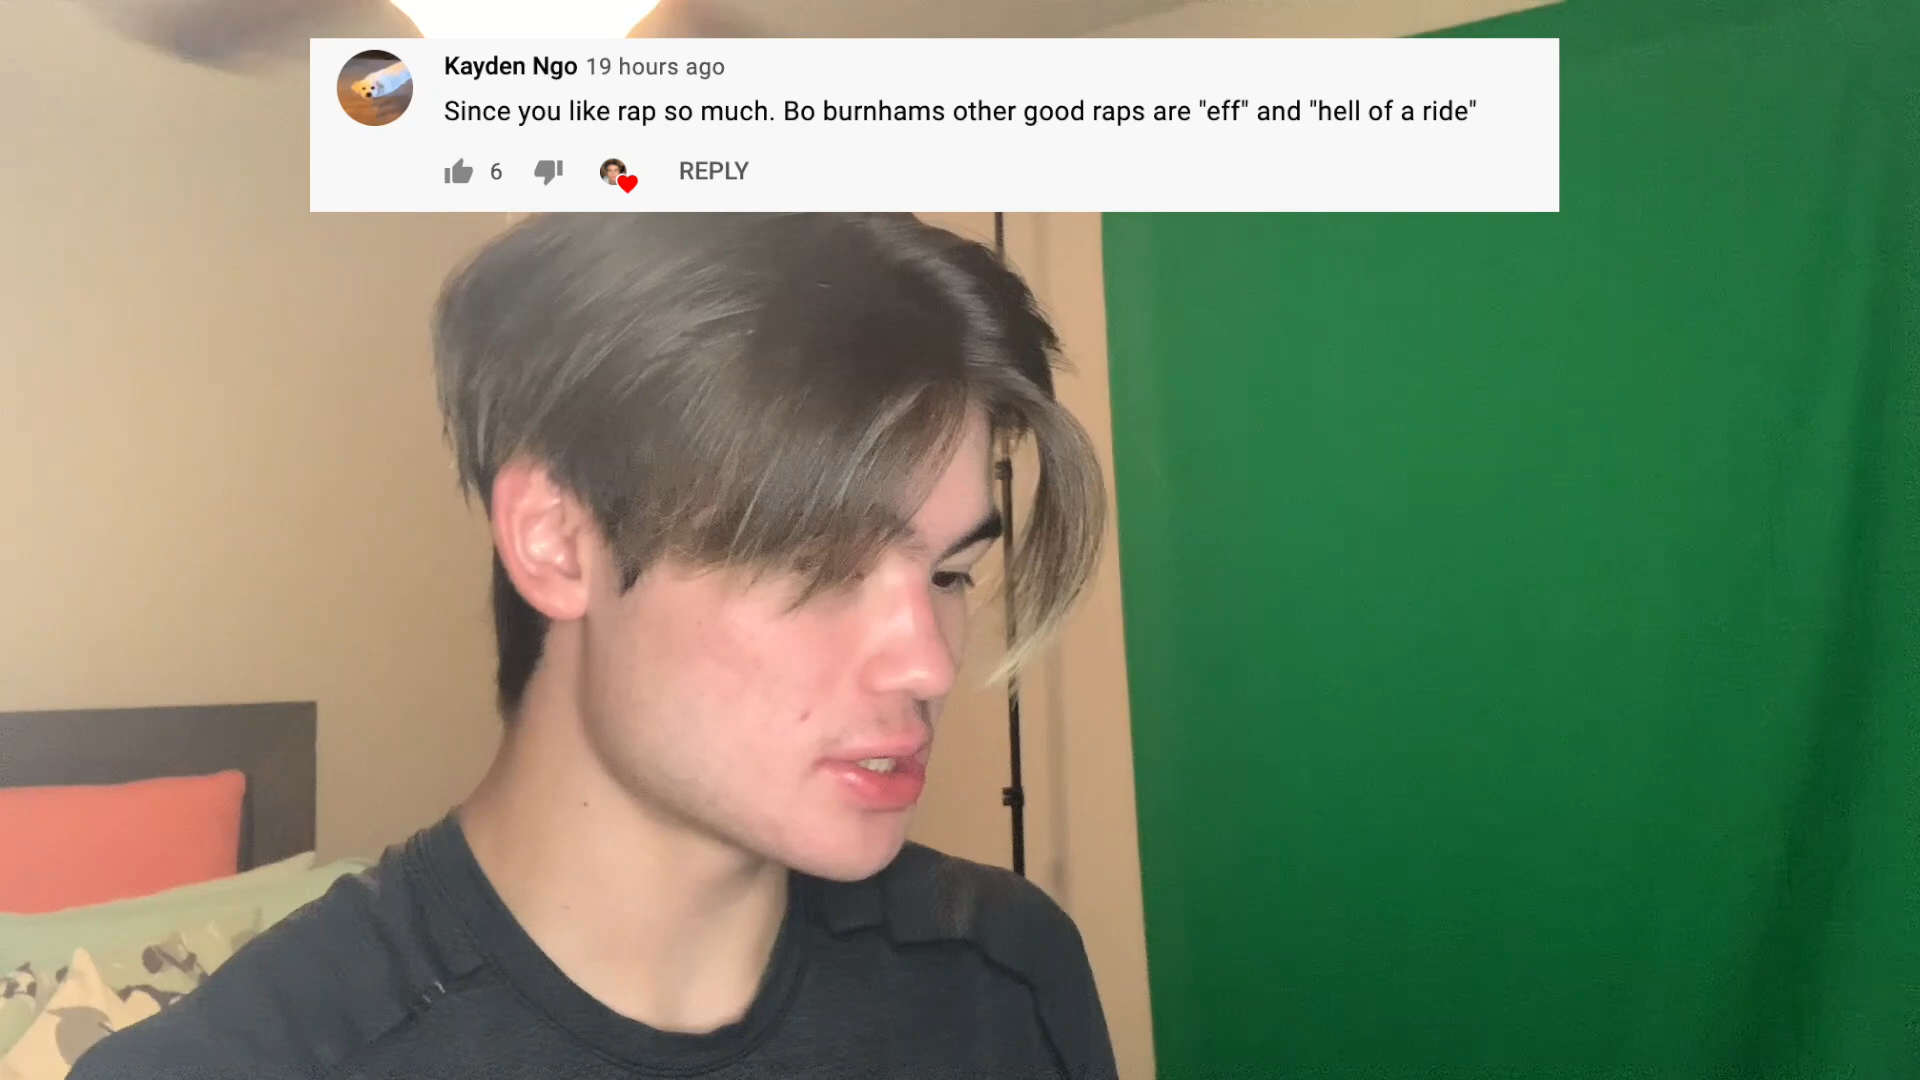 Kayden Ngo 19 hours ago
Since you like rap so much. Bo burnhams other good raps are "eff" and "hell of a ride"
6 REPLY